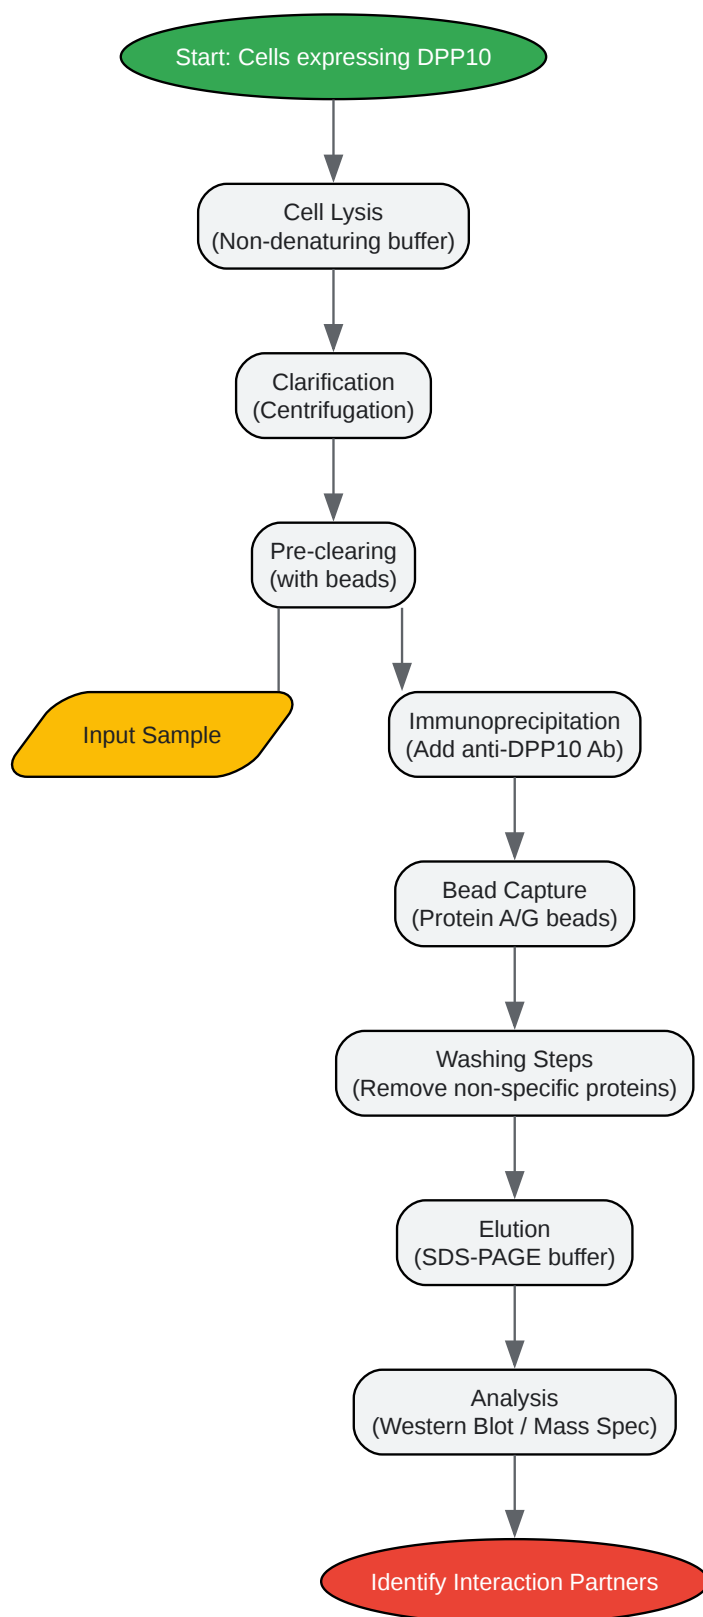 Start: Cells expressing DPP10
Cell Lysis
(Non-denaturing buffer)
Clarification
(Centrifugation)
Pre-clearing
(with beads)
Input Sample
Immunoprecipitation
(Add anti-DPP10 Ab)
Bead Capture
(Protein A/G beads)
Washing Steps
(Remove non-specific proteins)
Elution
(SDS-PAGE buffer)
Analysis
(Western Blot / Mass Spec)
Identify Interaction Partners